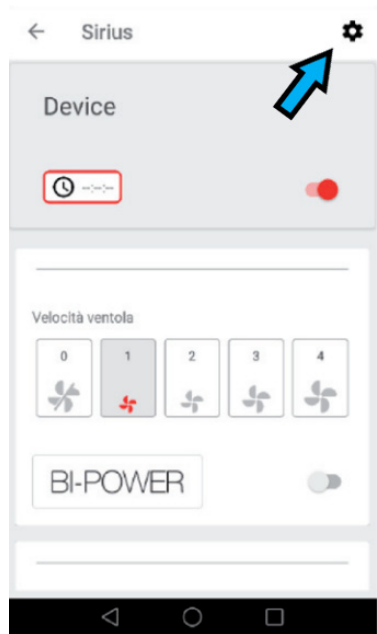 Sirius
Device
--:--:--
Velocità ventola
0 1 2 3 4
BI-POWER